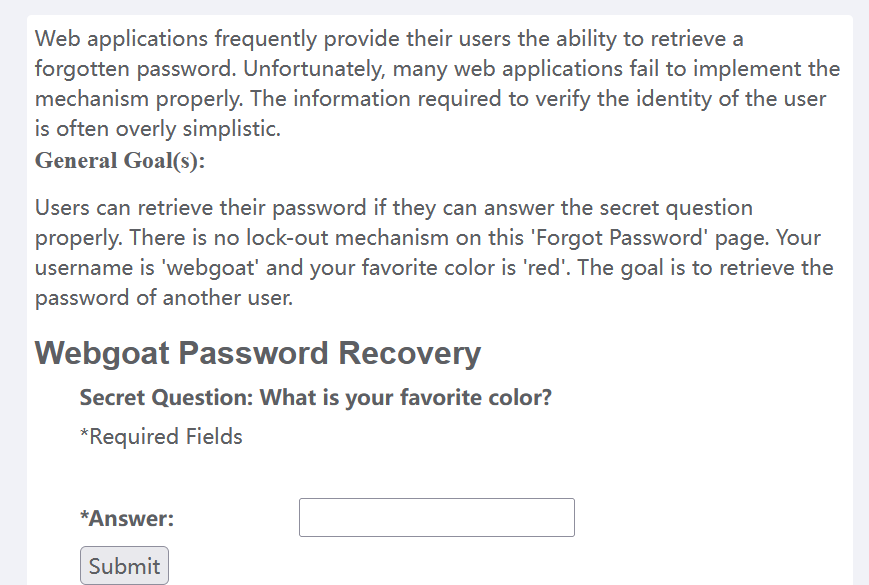 Web applications frequently provide their users the ability to retrieve a
forgotten password. Unfortunately, many web applications fail to implement the
mechanism properly. The information required to verify the identity of the user
is often overly simplistic.
General Goal(s):
Users can retrieve their password if they can answer the secret question
properly. There is no lock-out mechanism on this 'Forgot Password' page. Your
username is 'webgoat' and your favorite color is 'red'. The goal is to retrieve the
password of another user.
Webgoat Password Recovery
Secret Question: What is your favorite color?
*Required Fields
*Answer:
Submit